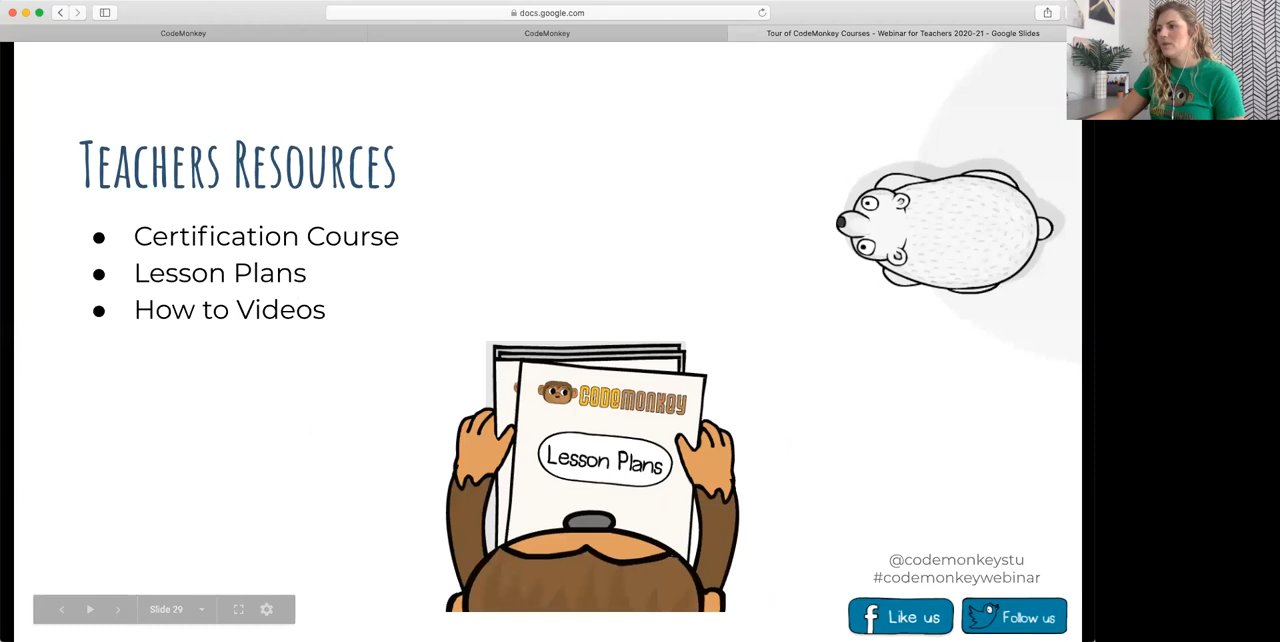 docs.google.com
CodeMonkey
CodeMonkey
Tour of CodeMonkey Courses - Webinar for Teachers 2020-21 - Google Slides
TEACHERS RESOURCES
● Certification Course
● Lesson Plans
● How to Videos
CODEMONKEY
Lesson Plans
@codemonkeystu
#codemonkeywebinar
Slide 29
f Like us
Follow us